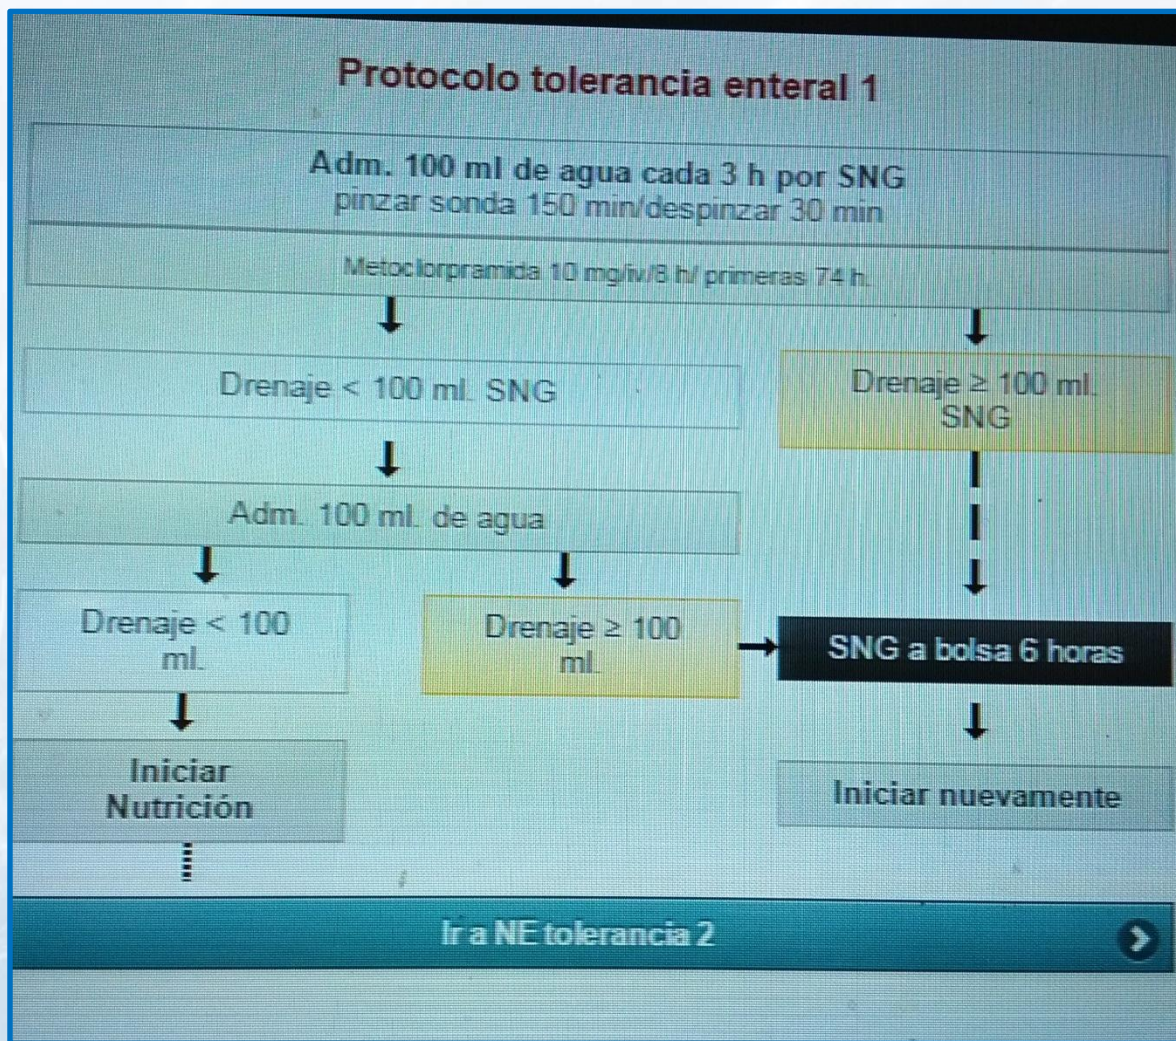 Protocolo tolerancia enteral 1
Adm. 100 ml de agua cada 3 h por SNG
pinzar sonda 150 min/despinzar 30 min
Metoclorpramida 10 mg/iv/8 h/ primeras 74 h.
Drenaje < 100 ml. SNG
Drenaje ≥ 100 ml.
SNG
Adm. 100 ml. de agua
Drenaje < 100
ml.
Drenaje ≥ 100
ml.
SNG a bolsa 6 horas
Iniciar
Nutrición
Iniciar nuevamente
Ir a NE tolerancia 2